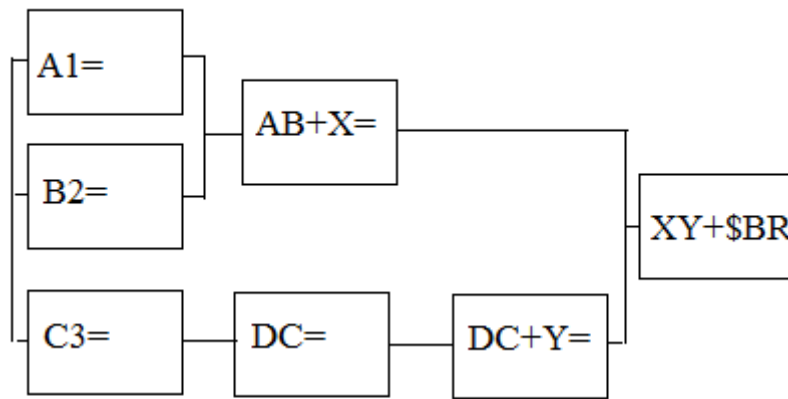 A1=
B2=
AB+X=
C3=
DC=
DC+Y=
XY+$BR